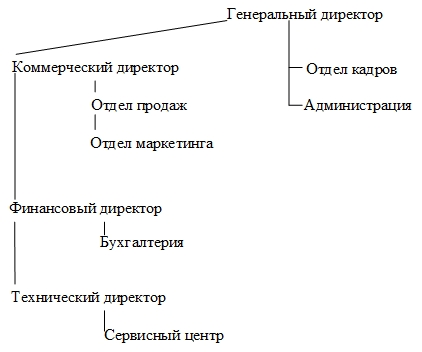 Генеральный директор
Коммерческий директор
Отдел кадров
Отдел продаж
Администрация
Отдел маркетинга
Финансовый директор
Бухгалтерия
Технический директор
Сервисный центр